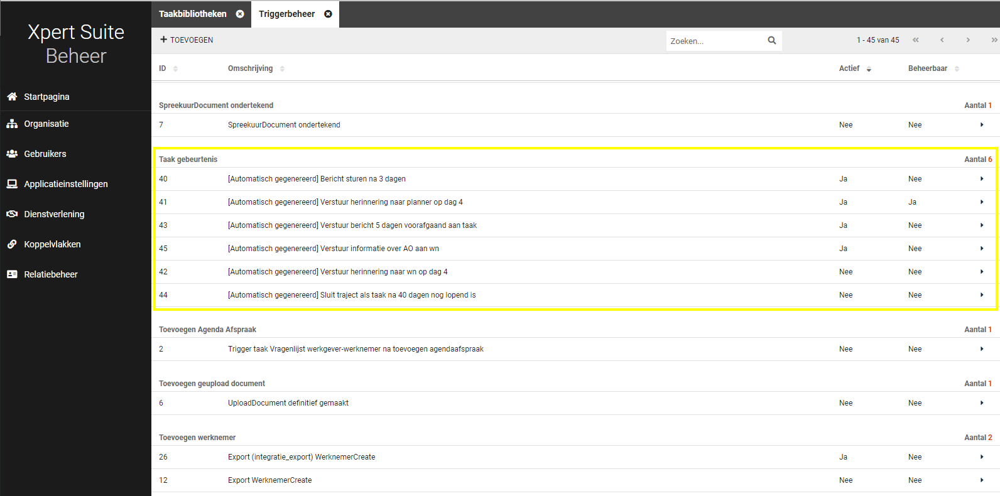 Xpert Suite
Beheer
Startpagina
Organisatie
Gebruikers
Applicatieinstellingen
Dienstverlening
Koppelvlakken
Relatiebeheer
Taakbibliotheken Triggerbeheer
+ TOEVOEGEN Zoeken... 1 - 45 van 45
ID Omschrijving Actief Beheerbaar
SpreekuurDocument ondertekend Aantal 1
7 SpreekuurDocument ondertekend Nee Nee
Taak gebeurtenis Aantal 6
40 [Automatisch gegenereerd] Bericht sturen na 3 dagen Ja Nee
41 [Automatisch gegenereerd] Verstuur herinnering naar planner op dag 4 Ja Ja
43 [Automatisch gegenereerd] Verstuur bericht 5 dagen voorafgaand aan taak Ja Nee
45 [Automatisch gegenereerd] Verstuur informatie over AO aan wn Ja Nee
42 [Automatisch gegenereerd] Verstuur herinnering naar wn op dag 4 Nee Nee
44 [Automatisch gegenereerd] Sluit traject als taak na 40 dagen nog lopend is Nee Nee
Toevoegen Agenda Afspraak Aantal 1
2 Trigger taak Vragenlijst werkgever-werknemer na toevoegen agendaafspraak Nee Nee
Toevoegen geupload document Aantal 1
6 UploadDocument definitief gemaakt Nee Nee
Toevoegen werknemer Aantal 2
26 Export (integratie_export) WerknemerCreate Ja Nee
12 Export WerknemerCreate Nee Nee